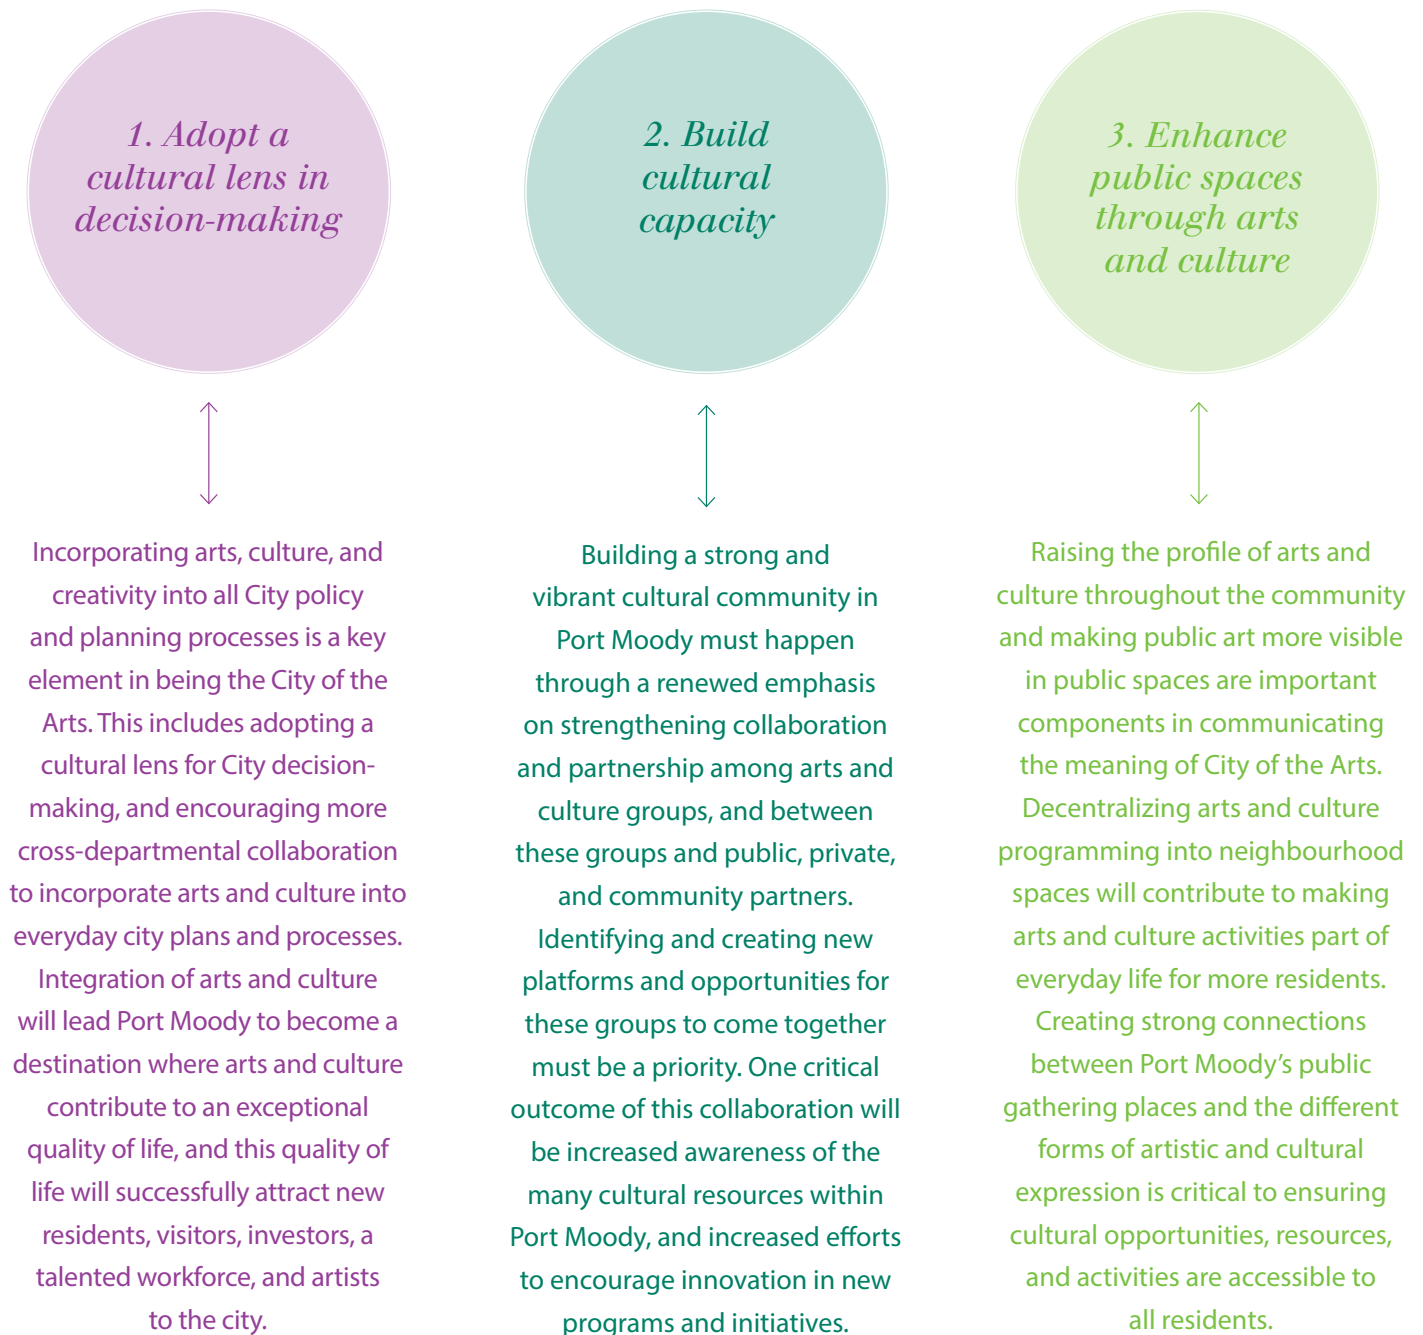 1. Adopt a
cultural lens in
decision-making
Incorporating arts, culture, and
creativity into all City policy
and planning processes is a key
element in being the City of the
Arts. This includes adopting a
cultural lens for City decision-
making, and encouraging more
cross-departmental collaboration
to incorporate arts and culture into
everyday city plans and processes.
Integration of arts and culture
will lead Port Moody to become a
destination where arts and culture
contribute to an exceptional
quality of life, and this quality of
life will successfully attract new
residents, visitors, investors, a
talented workforce, and artists
to the city.
2. Build
cultural
capacity
Building a strong and
vibrant cultural community in
Port Moody must happen
through a renewed emphasis
on strengthening collaboration
and partnership among arts and
culture groups, and between
these groups and public, private,
and community partners.
Identifying and creating new
platforms and opportunities for
these groups to come together
must be a priority. One critical
outcome of this collaboration will
be increased awareness of the
many cultural resources within
Port Moody, and increased efforts
to encourage innovation in new
programs and initiatives.
3. Enhance
public spaces
through arts
and culture
Raising the profile of arts and
culture throughout the community
and making public art more visible
in public spaces are important
components in communicating
the meaning of City of the Arts.
Decentralizing arts and culture
programming into neighbourhood
spaces will contribute to making
arts and culture activities part of
everyday life for more residents.
Creating strong connections
between Port Moody’s public
gathering places and the different
forms of artistic and cultural
expression is critical to ensuring
cultural opportunities, resources,
and activities are accessible to
all residents.